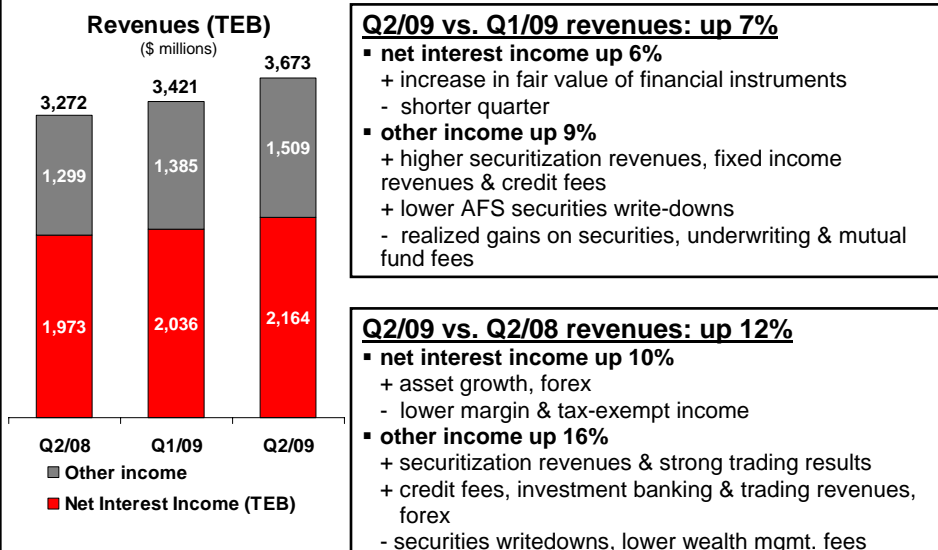 Revenues (TEB)
($ millions)
3,272
3,421
3,673
1,299
1,385
1,509
1,973
2,036
2,164
Q2/08
Q1/09
Q2/09
Other income
Net Interest Income (TEB)
Q2/09 vs. Q1/09 revenues: up 7%
▪ net interest income up 6%
+ increase in fair value of financial instruments
- shorter quarter
▪ other income up 9%
+ higher securitization revenues, fixed income
revenues & credit fees
+ lower AFS securities write-downs
- realized gains on securities, underwriting & mutual
fund fees
Q2/09 vs. Q2/08 revenues: up 12%
▪ net interest income up 10%
+ asset growth, forex
- lower margin & tax-exempt income
▪ other income up 16%
+ securitization revenues & strong trading results
+ credit fees, investment banking & trading revenues,
forex
- securities writedowns, lower wealth mgmt. fees